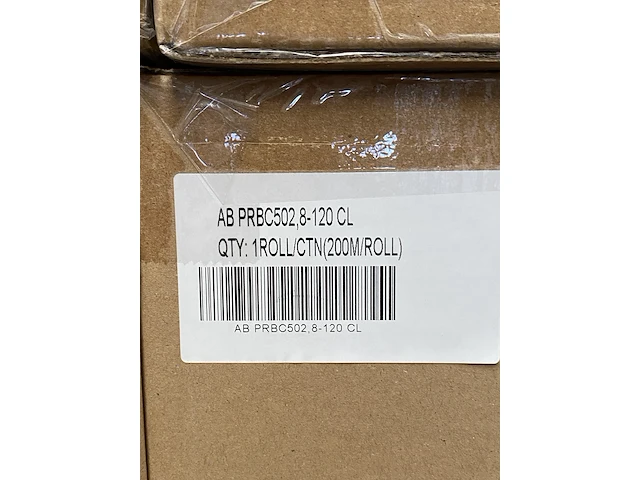 AB PRBC502,8-120 CL
QTY: 1ROLL/CTN(200M/ROLL)
AB PRBC502,8-120 CL